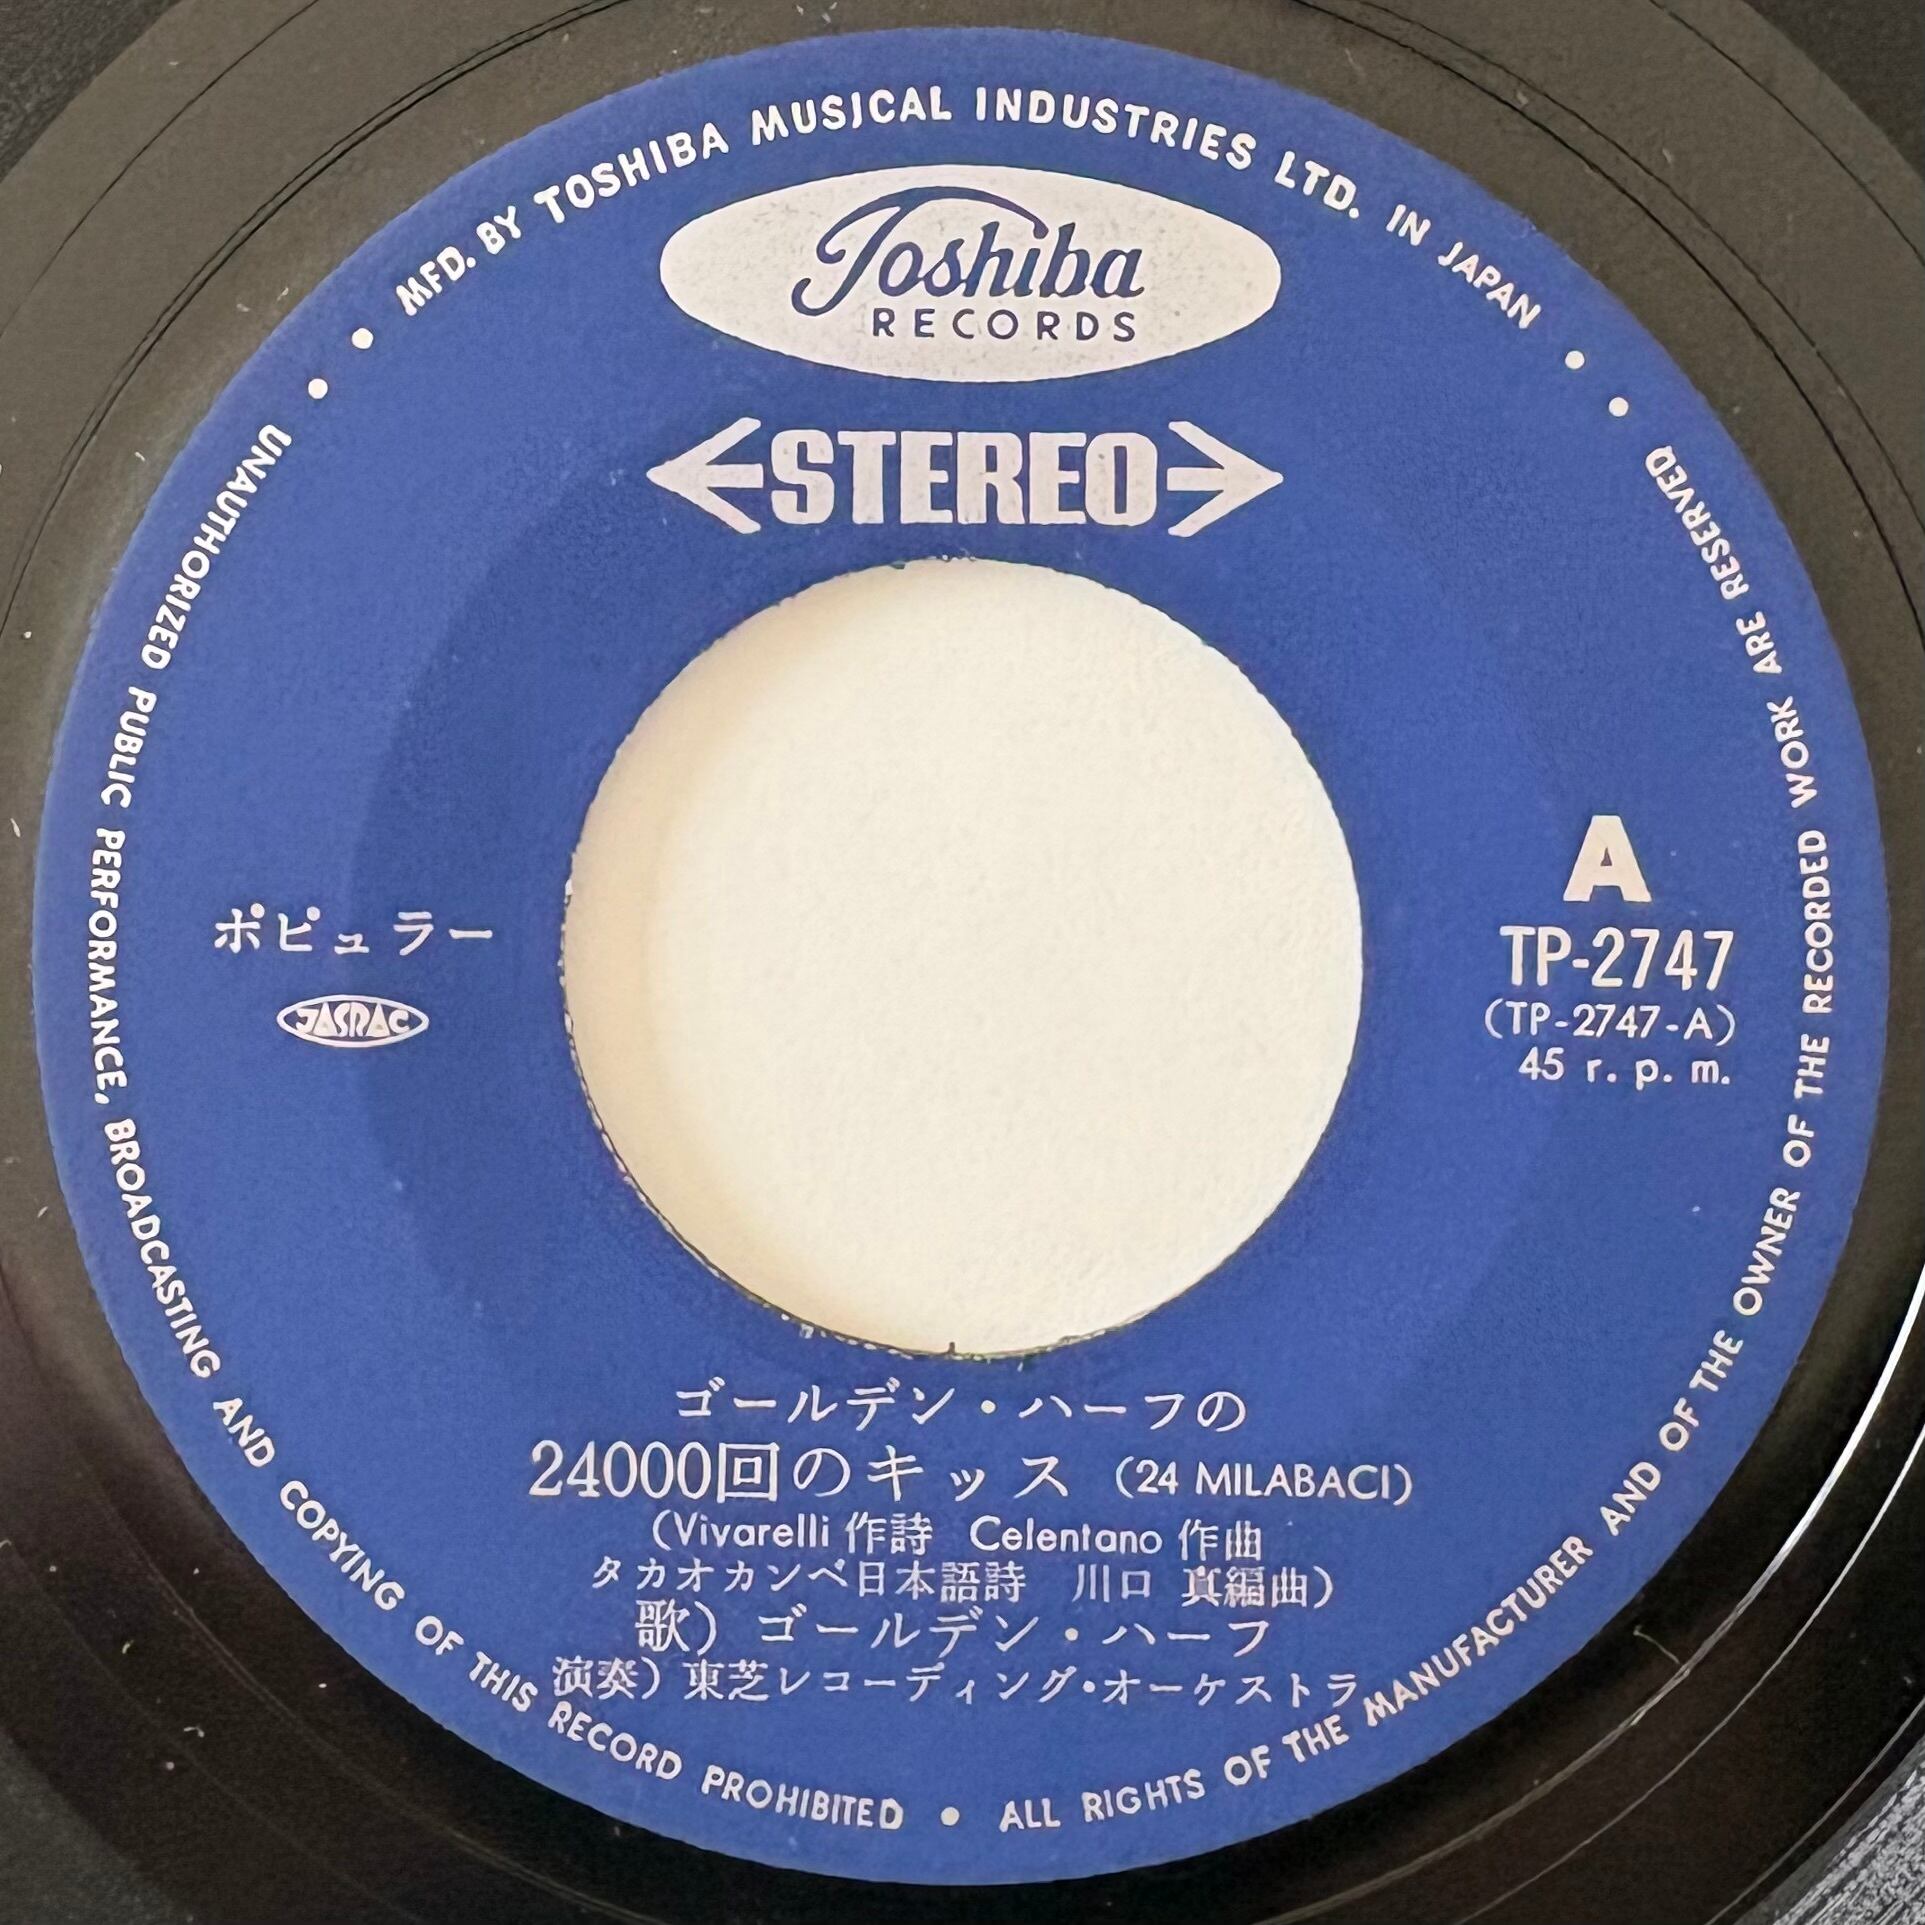 MFD. BY TOSHIBA MUSICAL INDUSTRIES LTD. IN JAPAN
Toshiba
RECORDS
STEREO
ポピュラー
JASRAC
A
TP-2747
(TP-2747-A)
45 r. p. m.
ゴールデン・ハーフの
24000回のキッス (24 MILABACI)
(Vivarelli 作詩 Celentano 作曲
タカオカンベ日本語詩 川口 真編曲)
歌) ゴールデン・ハーフ
演奏) 東芝レコーディング・オーケストラ
UNAUTHORIZED PUBLIC PERFORMANCE, BROADCASTING AND COPYING OF THIS RECORD PROHIBITED • ALL RIGHTS OF THE MANUFACTURER AND OF THE OWNER OF THE RECORDED WORK ARE RESERVED